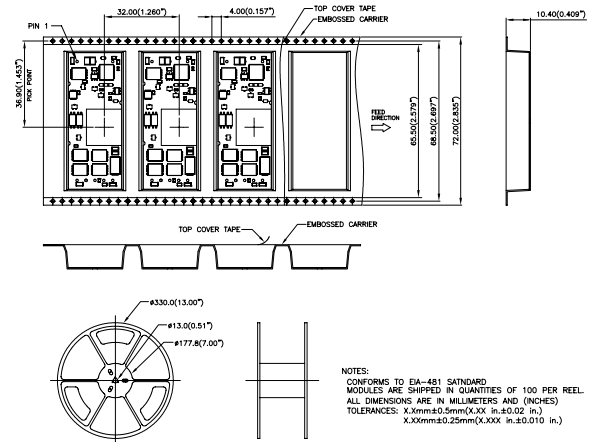 32.00(1.260")
4.00(0.157")
TOP COVER TAPE
EMBOSSED CARRIER
10.40(0.409")
PIN 1
36.90(1.453")
PICK POINT
FEED
DIRECTION
65.50(2.579")
68.50(2.697")
72.00(2.835")
TOP COVER TAPE
EMBOSSED CARRIER
ø330.0(13.00")
ø13.0(0.51")
ø177.8(7.00")
NOTES:
CONFORMS TO EIA-481 SATNDARD
MODULES ARE SHIPPED IN QUANTITIES OF 100 PER REEL.
ALL DIMENSIONS ARE IN MILLIMETERS AND (INCHES)
TOLERANCES: X.Xmm±0.5mm(X.XX in.±0.02 in.)
X.XXmm±0.25mm(X.XXX in.±0.010 in.)